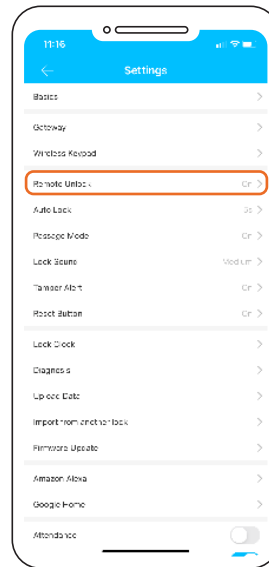 11:16
Settings
Basics
Gateway
Wireless Keypad
Remote Unlock On
Auto Lock 5s
Passage Mode On
Lock Sound Medium
Tamper Alert On
Reset Button On
Lock Clock
Diagnosis
Upload Data
Import from another lock
Firmware Update
Amazon Alexa
Google Home
Attendance